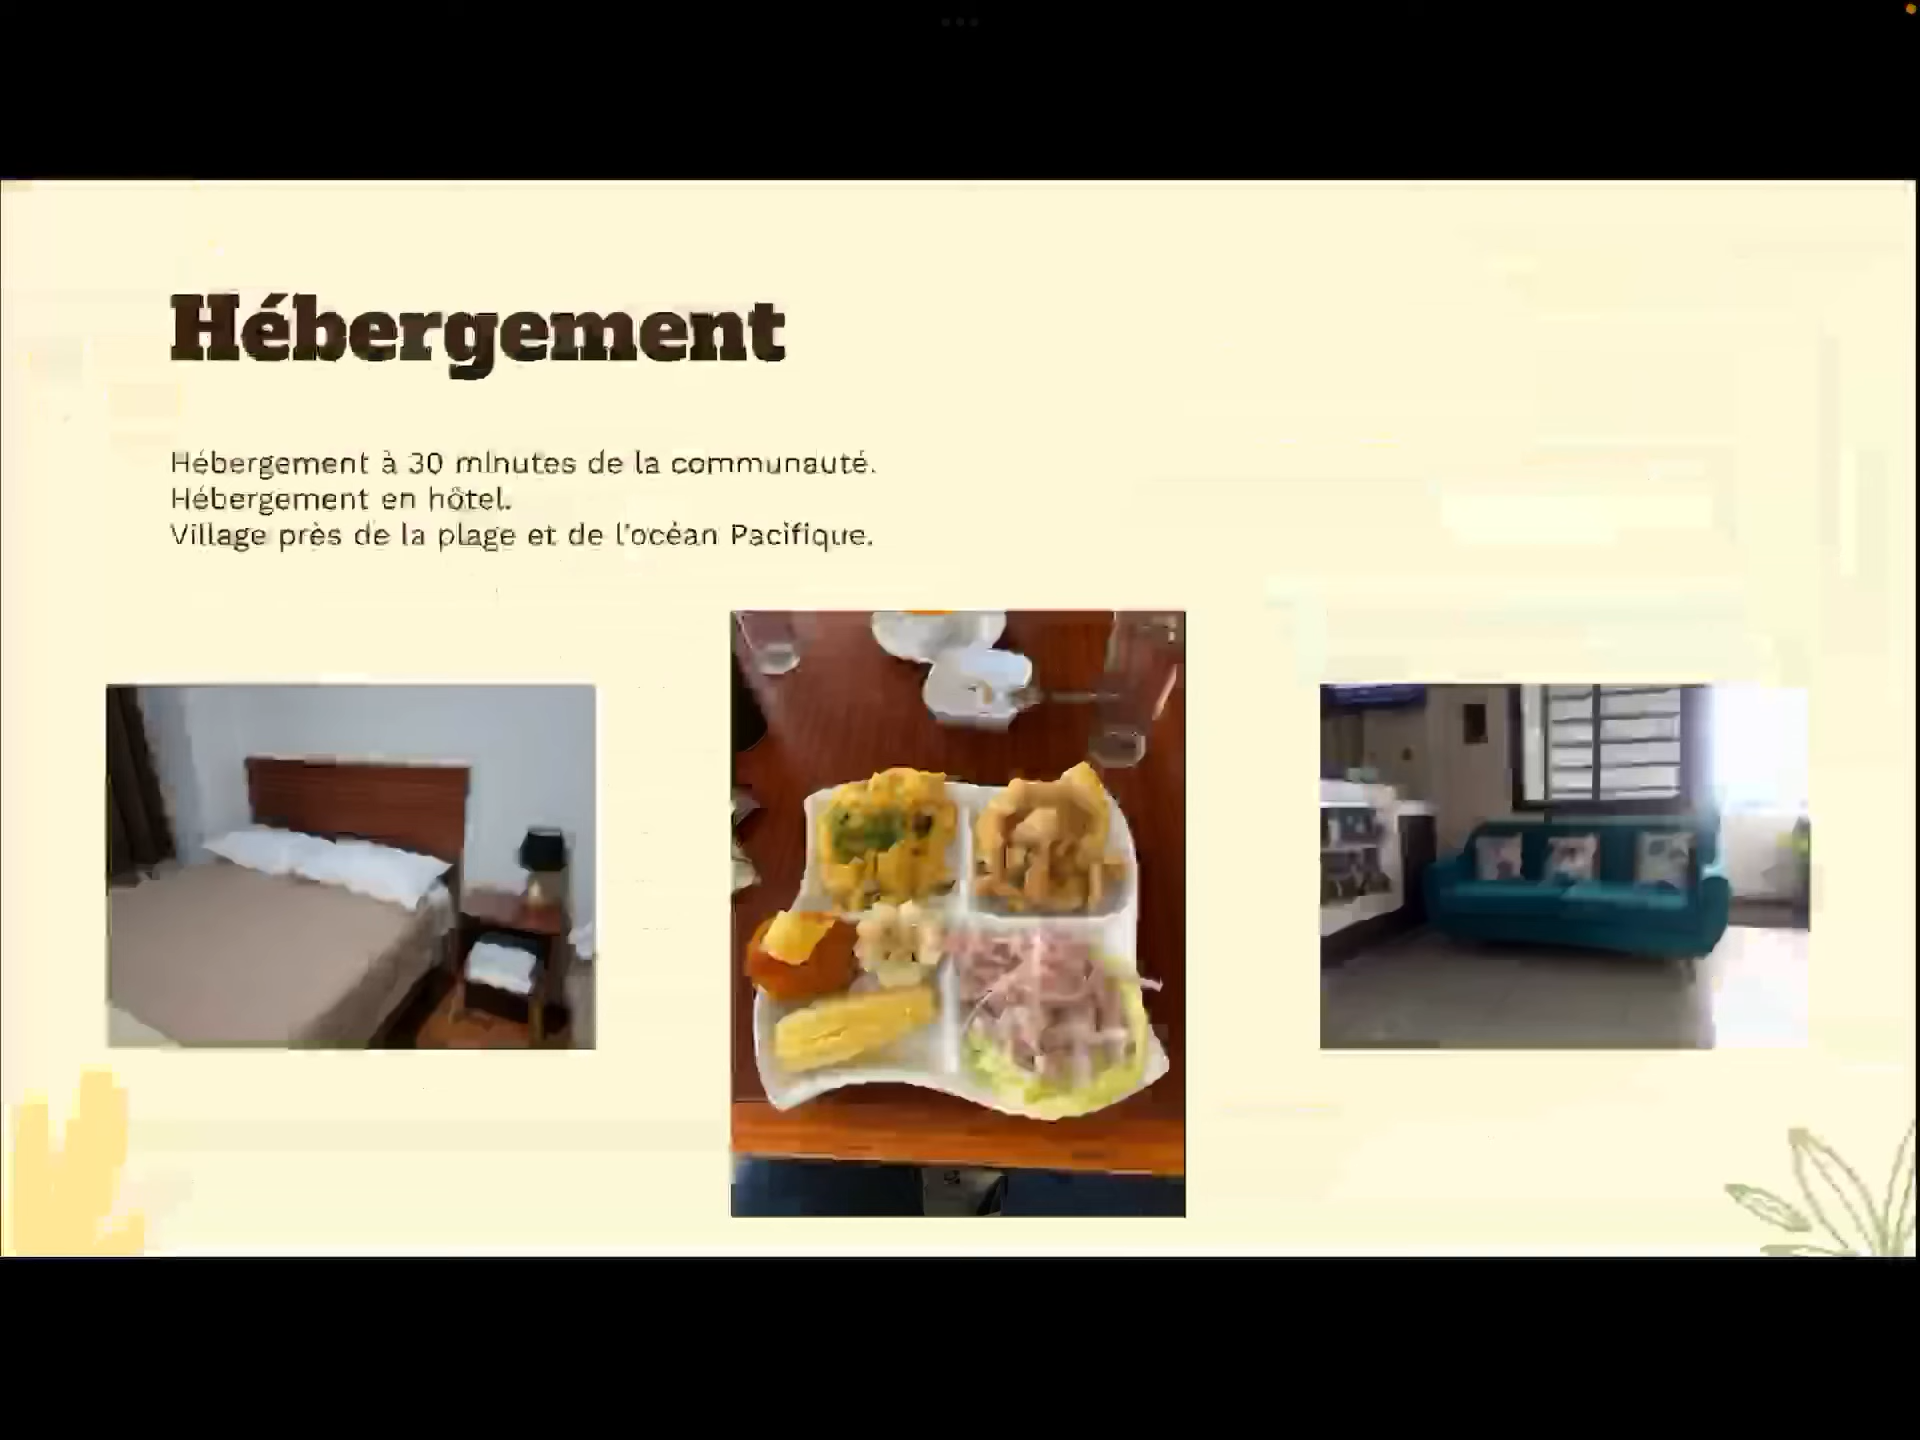 Hébergement
Hébergement à 30 minutes de la communauté.
Hébergement en hôtel.
Village près de la plage et de l'océan Pacifique.